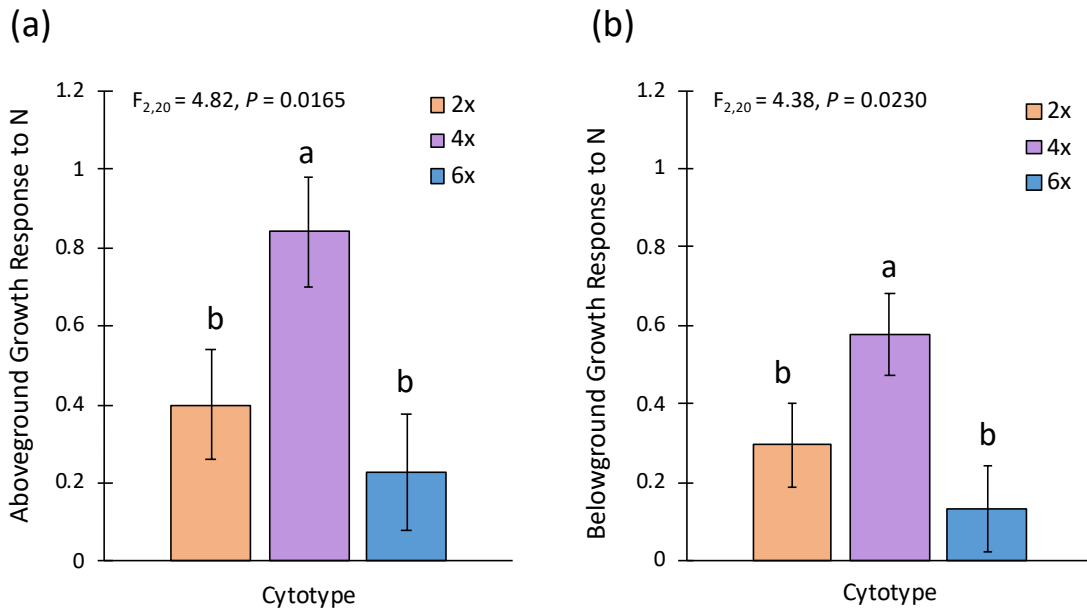 (a)
Aboveground Growth Response to N
1.2
1
0.8
0.6
0.4
0.2
0
F2,20 = 4.82, P = 0.0165
2x
4x
6x
b
a
b
Cytotype
(b)
Belowground Growth Response to N
1.2
1
0.8
0.6
0.4
0.2
0
F2,20 = 4.38, P = 0.0230
2x
4x
6x
b
a
b
Cytotype